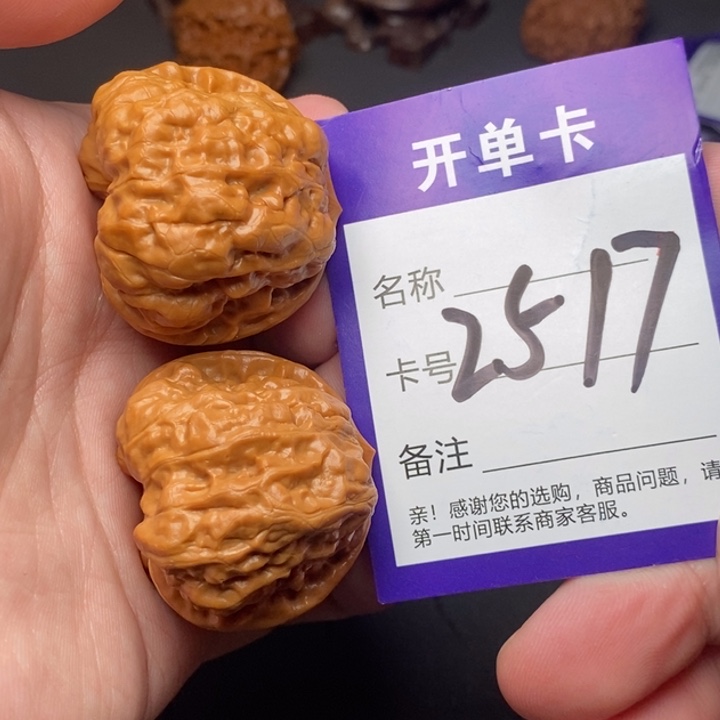 开单卡
名称
卡号 2517
备注
亲！感谢您的选购，商品问题，请
第一时间联系商家客服。